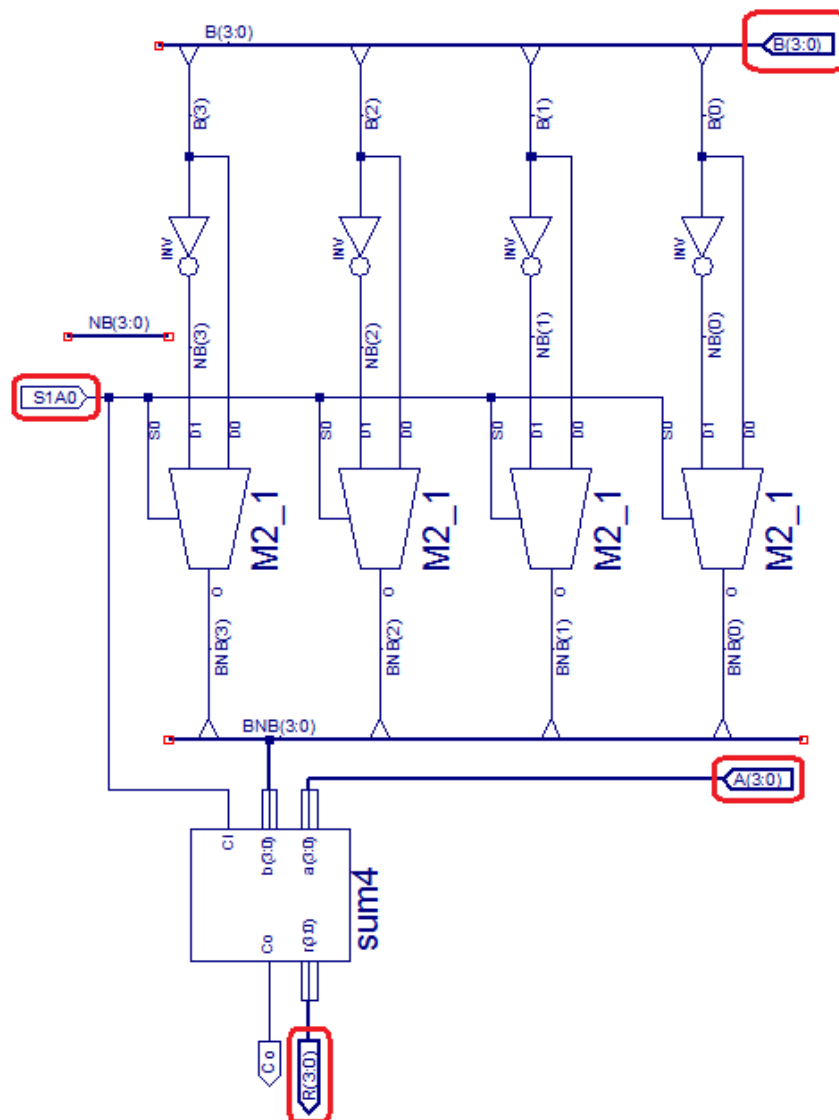 B(3:0) B(3:0)
B(3) B(2) B(1) B(0)
INV INV INV INV
NB(3:0)
NB(3) NB(2) NB(1) NB(0)
S1A0
S0 D1 D0 S0 D1 D0 S0 D1 D0 S0 D1 D0
M2_1 M2_1 M2_1 M2_1
O O O O
BNB(3) BNB(2) BNB(1) BNB(0)
BNB(3:0)
A(3:0)
CI b(3:0) a(3:0)
sum4
Co r(3:0)
Co R(3:0)